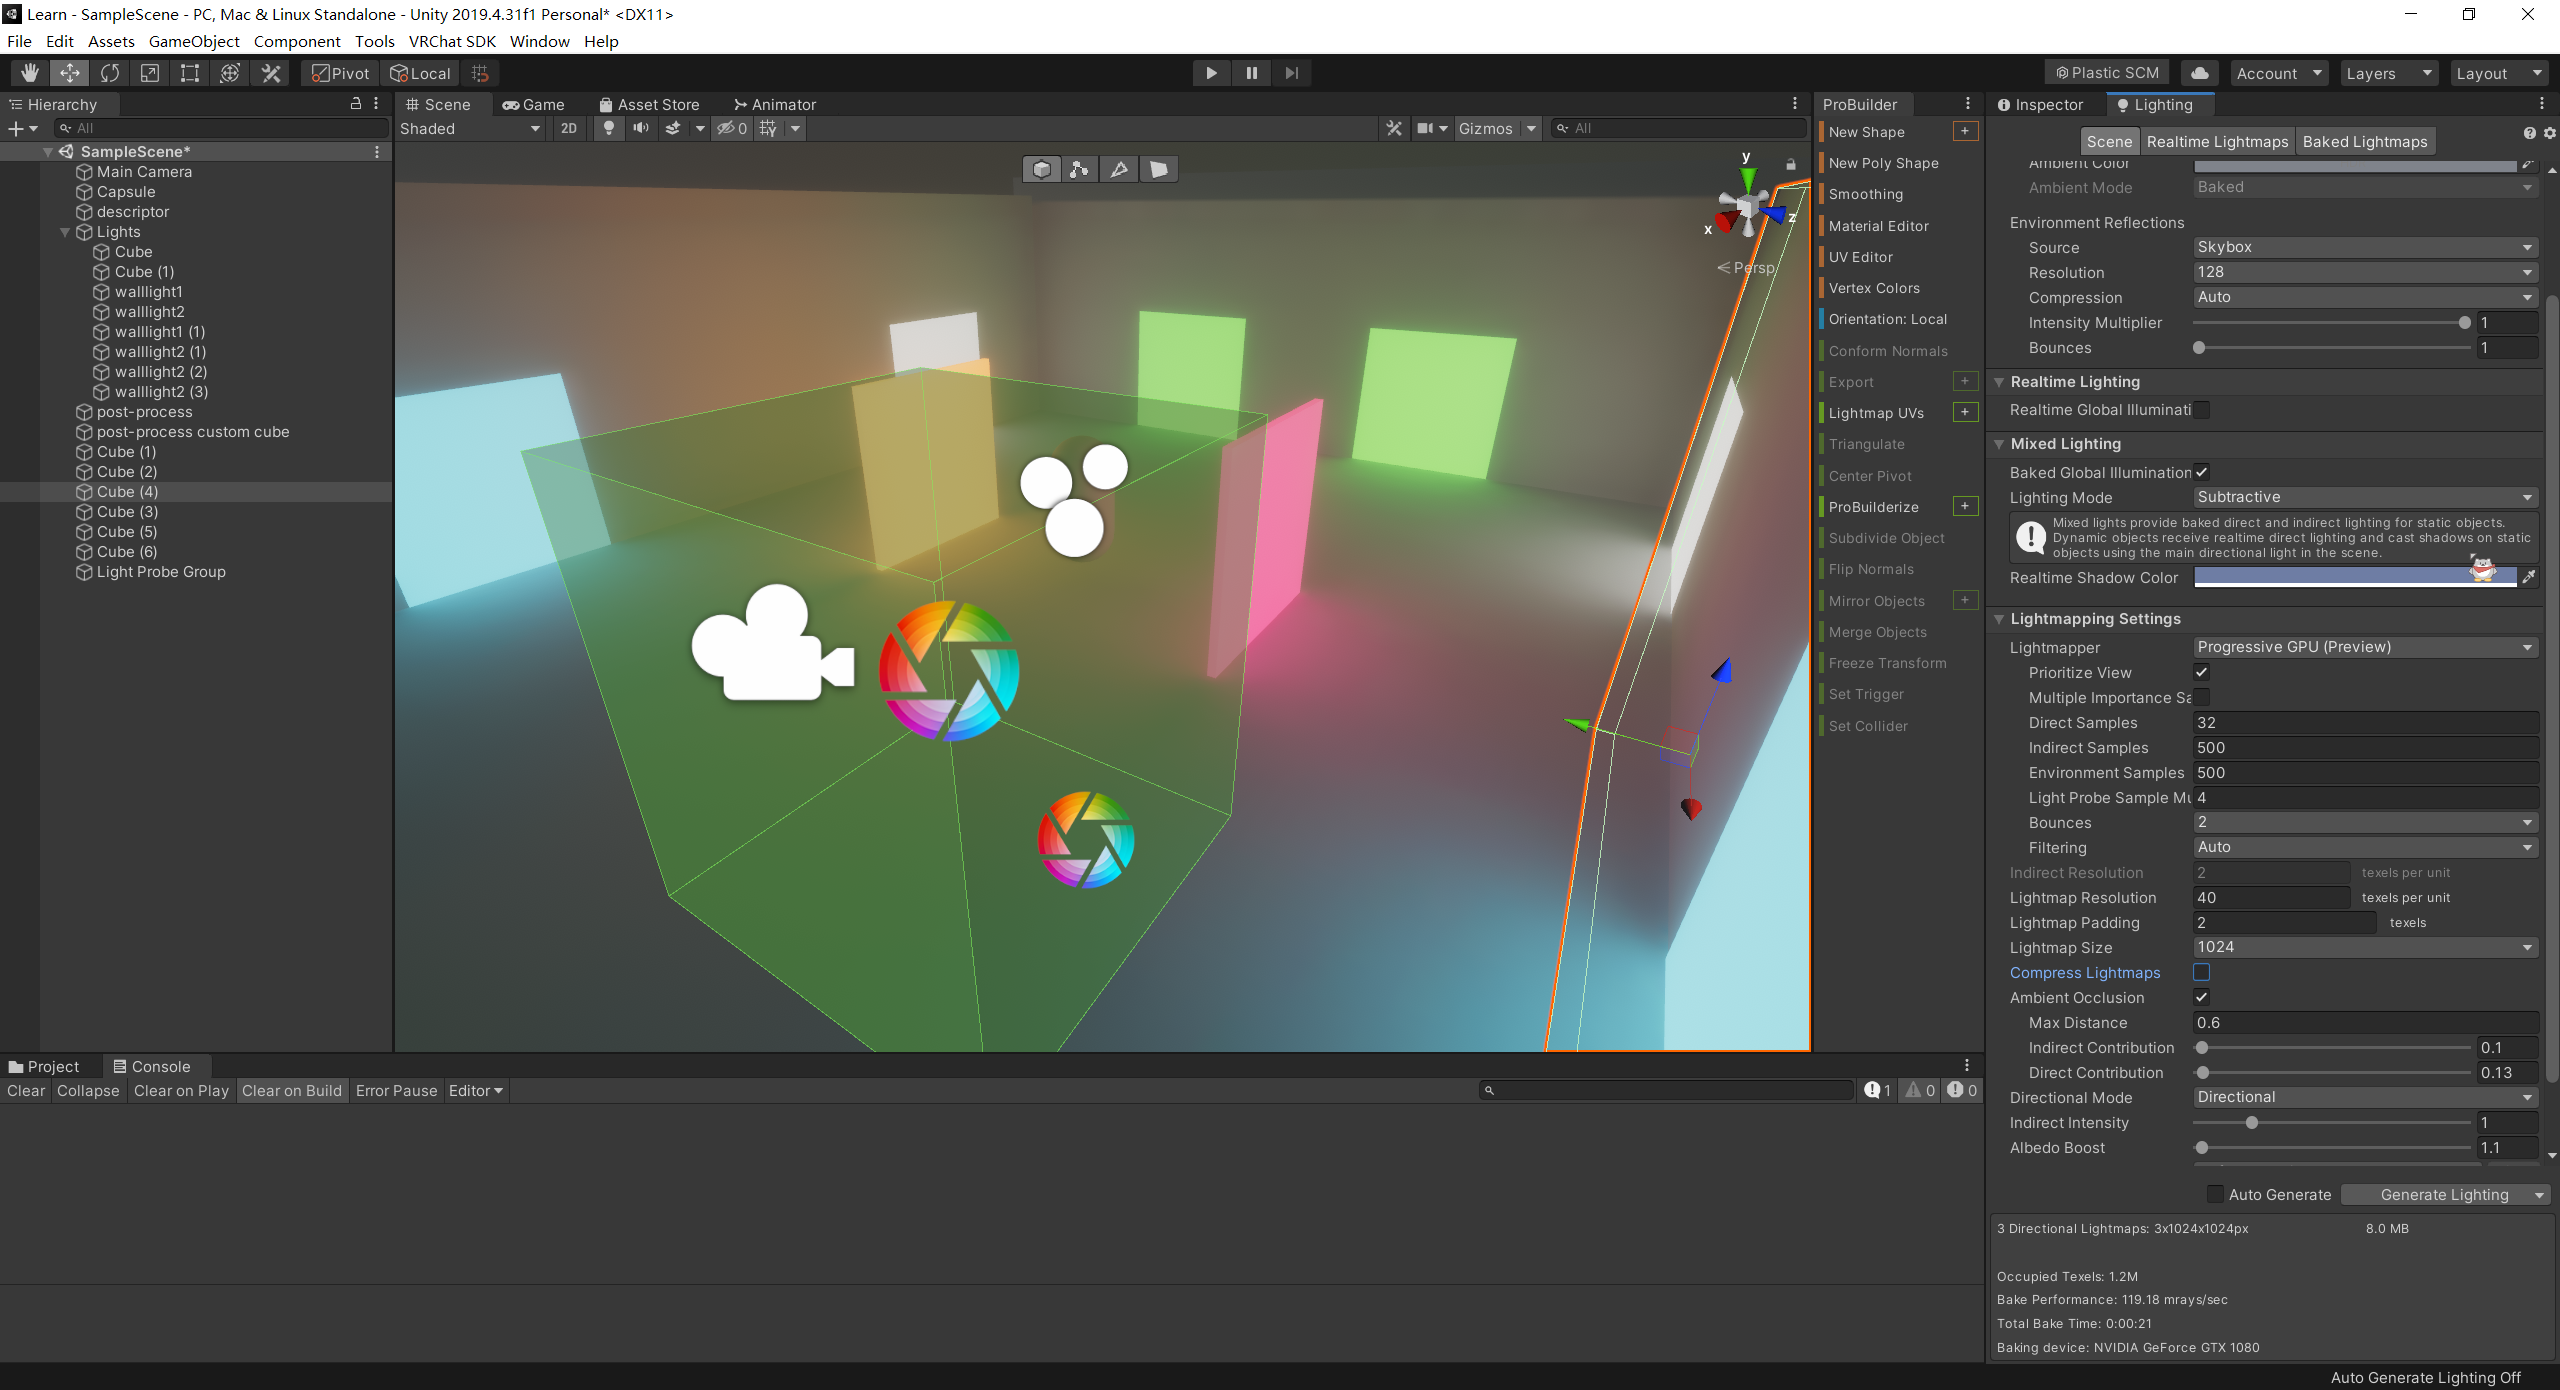 Learn - SampleScene - PC, Mac & Linux Standalone - Unity 2019.4.31f1 Personal* <DX11>
File Edit Assets GameObject Component Tools VRChat SDK Window Help
Pivot Local Plastic SCM Account Layers Layout
Hierarchy
All
SampleScene*
Main Camera
Capsule
descriptor
Lights
Cube
Cube (1)
walllight1
walllight2
walllight1 (1)
walllight2 (1)
walllight2 (2)
walllight2 (3)
post-process
post-process custom cube
Cube (1)
Cube (2)
Cube (4)
Cube (3)
Cube (5)
Cube (6)
Light Probe Group
Scene Game Asset Store Animator
Shaded 2D 0 Gizmos All
y
x
z
Persp
ProBuilder
New Shape +
New Poly Shape
Smoothing
Material Editor
UV Editor
Vertex Colors
Orientation: Local
Conform Normals
Export +
Lightmap UVs +
Triangulate
Center Pivot
ProBuilderize +
Subdivide Object
Flip Normals
Mirror Objects +
Merge Objects
Freeze Transform
Set Trigger
Set Collider
Inspector Lighting
Scene Realtime Lightmaps Baked Lightmaps
Ambient Color
Ambient Mode Baked
Environment Reflections
Source Skybox
Resolution 128
Compression Auto
Intensity Multiplier 1
Bounces 1
Realtime Lighting
Realtime Global Illuminati
Mixed Lighting
Baked Global Illumination
Lighting Mode Subtractive
Mixed lights provide baked direct and indirect lighting for static objects.
Dynamic objects receive realtime direct lighting and cast shadows on static
objects using the main directional light in the scene.
Realtime Shadow Color
Lightmapping Settings
Lightmapper Progressive GPU (Preview)
Prioritize View
Multiple Importance Sa
Direct Samples 32
Indirect Samples 500
Environment Samples 500
Light Probe Sample Mu 4
Bounces 2
Filtering Auto
Indirect Resolution 2 texels per unit
Lightmap Resolution 40 texels per unit
Lightmap Padding 2 texels
Lightmap Size 1024
Compress Lightmaps
Ambient Occlusion
Max Distance 0.6
Indirect Contribution 0.1
Direct Contribution 0.13
Directional Mode Directional
Indirect Intensity 1
Albedo Boost 1.1
Auto Generate Generate Lighting
3 Directional Lightmaps: 3x1024x1024px 8.0 MB
Occupied Texels: 1.2M
Bake Performance: 119.18 mrays/sec
Total Bake Time: 0:00:21
Baking device: NVIDIA GeForce GTX 1080
Project Console
Clear Collapse Clear on Play Clear on Build Error Pause Editor 1 0 0
Auto Generate Lighting Off